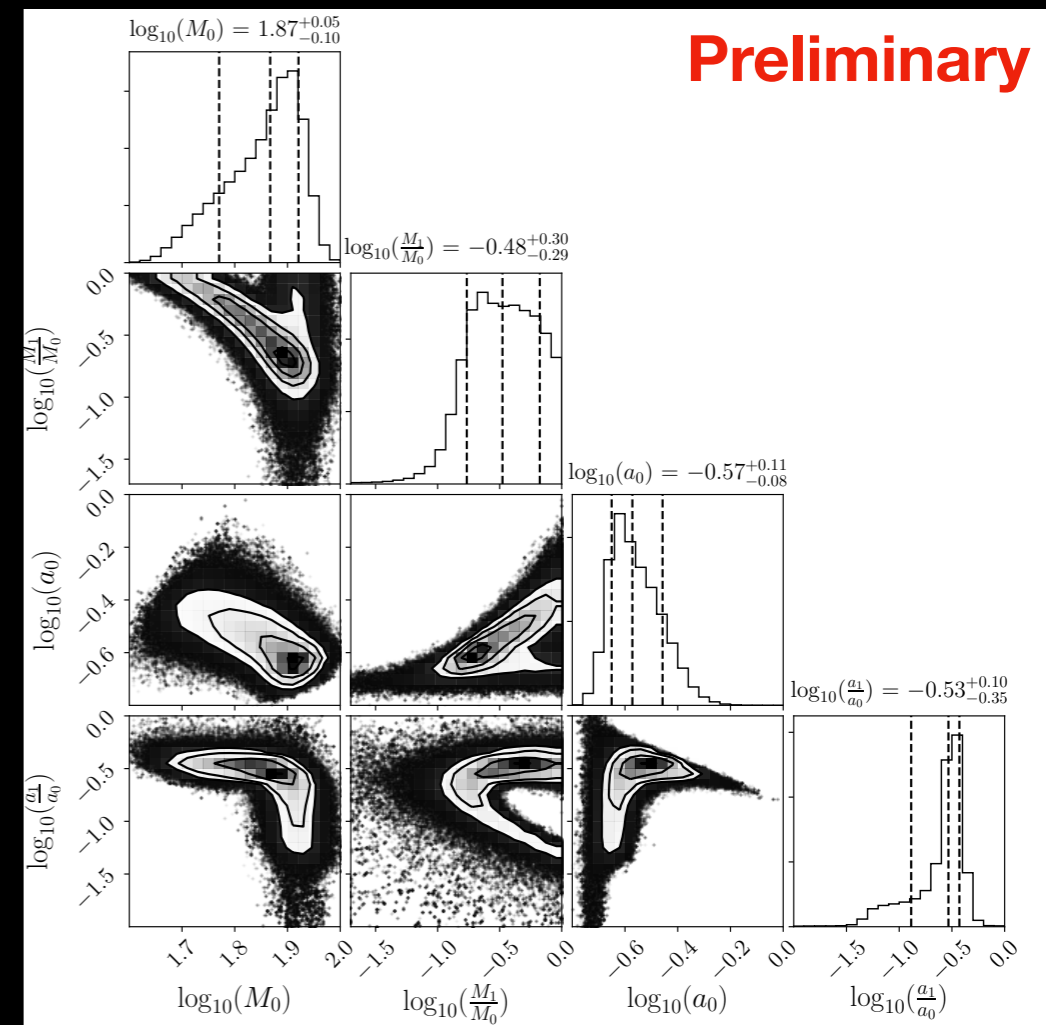 Preliminary
log₁₀(M₀) = 1.87 +0.05 −0.10
log₁₀(M₁/M₀) = −0.48 +0.30 −0.29
log₁₀(a₀) = −0.57 +0.11 −0.08
log₁₀(a₁/a₀) = −0.53 +0.10 −0.35
log₁₀(M₁/M₀)
0.0
−0.5
−1.0
−1.5
log₁₀(a₀)
0.0
−0.2
−0.4
−0.6
log₁₀(a₁/a₀)
0.0
−0.5
−1.0
−1.5
1.7 1.8 1.9 2.0
−1.5 −1.0 −0.5 0.0
−0.6 −0.4 −0.2 0.0
−1.5 −1.0 −0.5 0.0
log₁₀(M₀)
log₁₀(M₁/M₀)
log₁₀(a₀)
log₁₀(a₁/a₀)